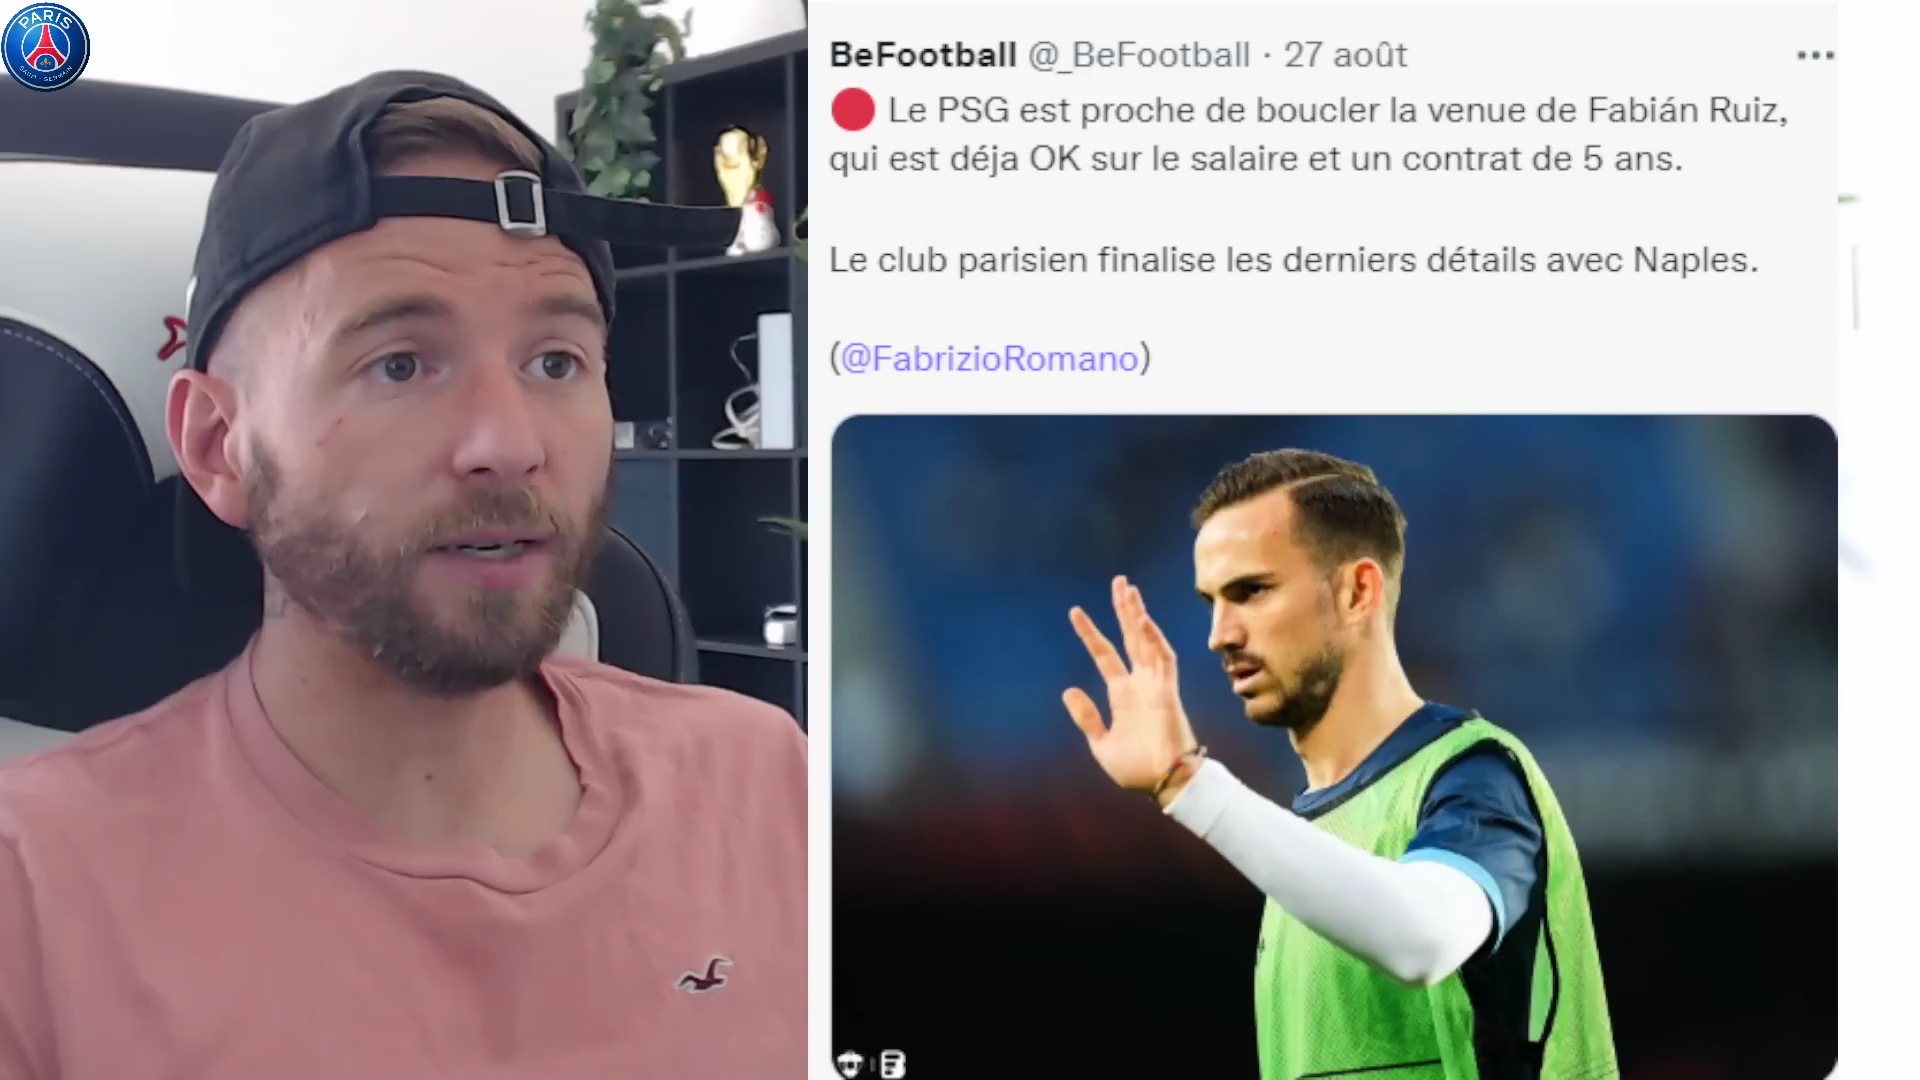 PARIS
SAINT-GERMAIN
BeFootball @_BeFootball · 27 août
🔴 Le PSG est proche de boucler la venue de Fabián Ruiz,
qui est déja OK sur le salaire et un contrat de 5 ans.
Le club parisien finalise les derniers détails avec Naples.
(@FabrizioRomano)